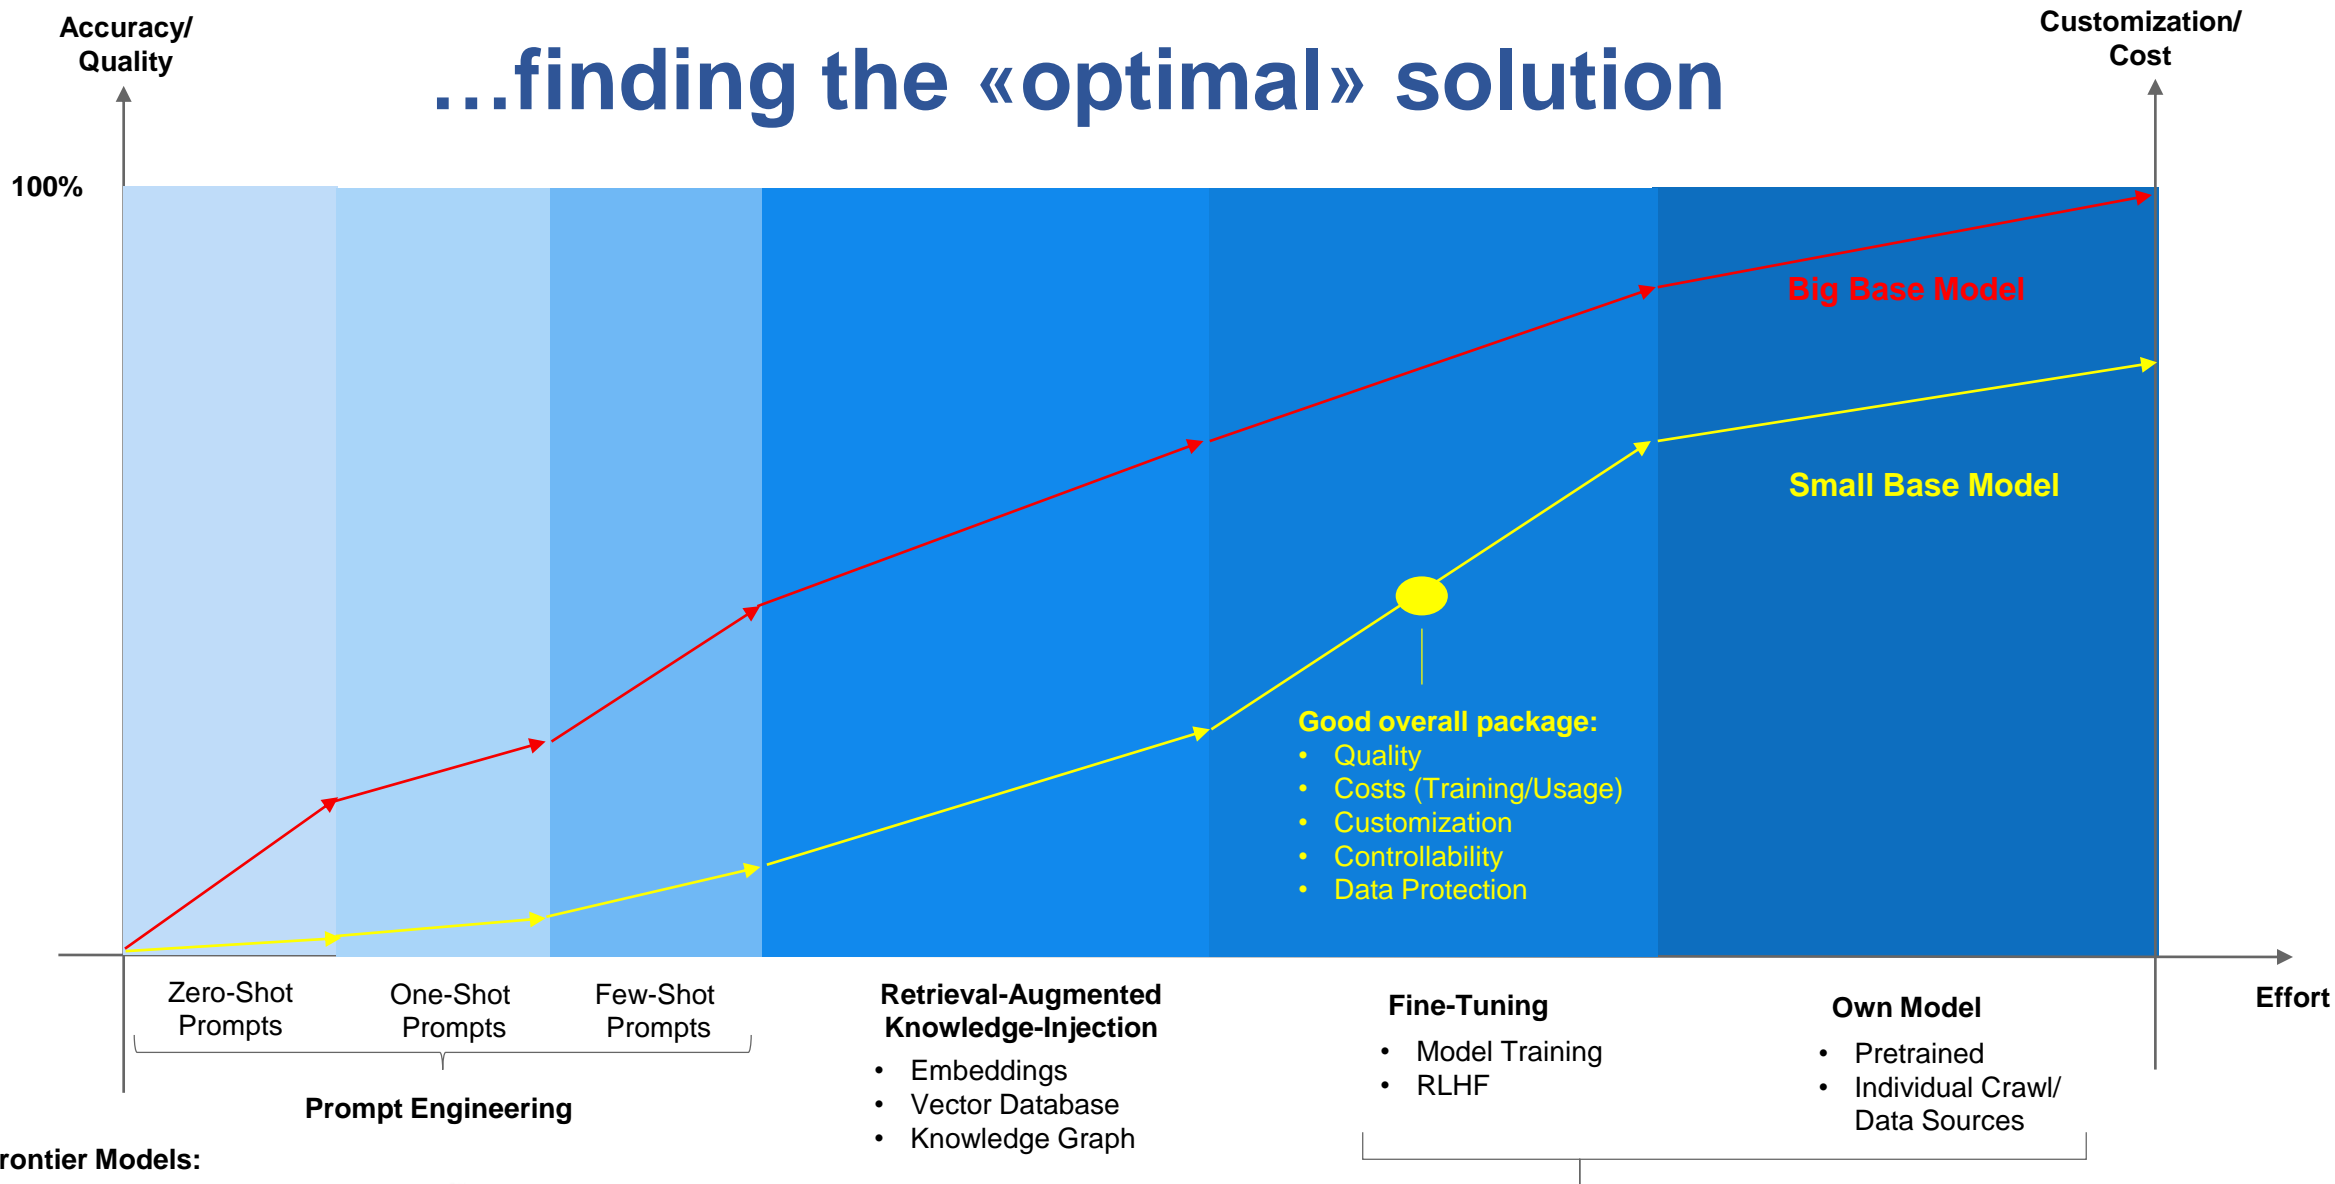 Accuracy/
Quality
Customization/
Cost
…finding the «optimal» solution
100%
Big Base Model
Small Base Model
Good overall package:
• Quality
• Costs (Training/Usage)
• Customization
• Controllability
• Data Protection
Zero-Shot
Prompts
One-Shot
Prompts
Few-Shot
Prompts
Prompt Engineering
Retrieval-Augmented
Knowledge-Injection
• Embeddings
• Vector Database
• Knowledge Graph
Fine-Tuning
• Model Training
• RLHF
Own Model
• Pretrained
• Individual Crawl/
Data Sources
Effort
rontier Models: